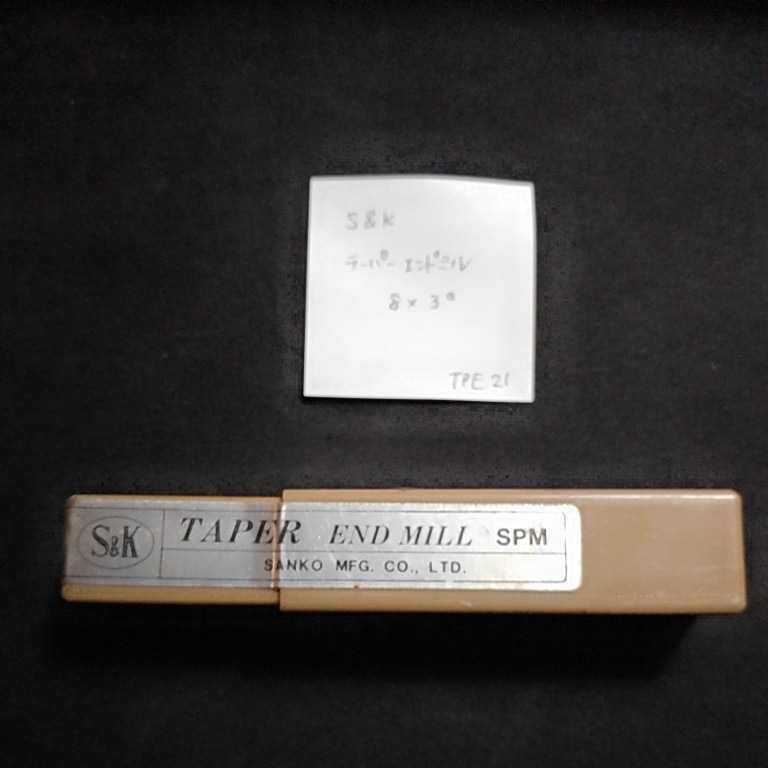 S&K
テーパーエンドミル
8×3°
TPE 21
S&K
TAPER END MILL SPM
SANKO MFG. CO., LTD.